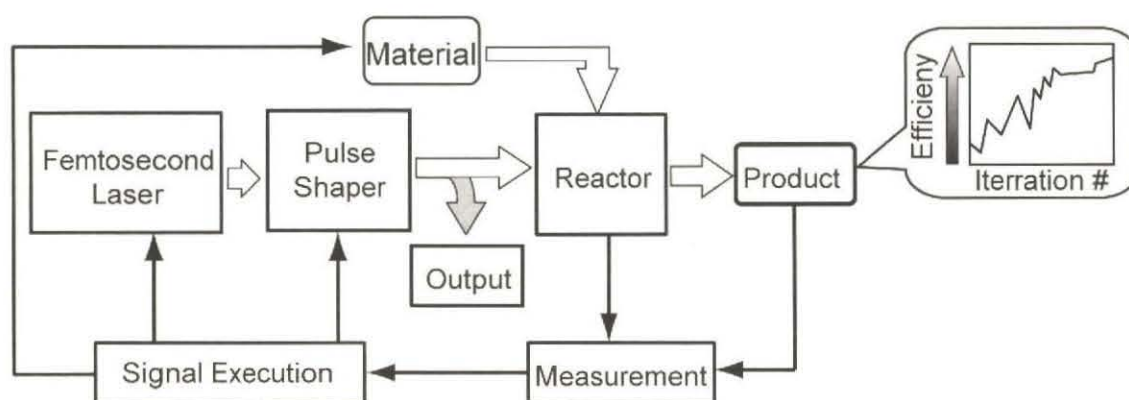 Material
Femtosecond
Laser
Pulse
Shaper
Reactor
Product
Efficieny
Iterration #
Output
Signal Execution
Measurement